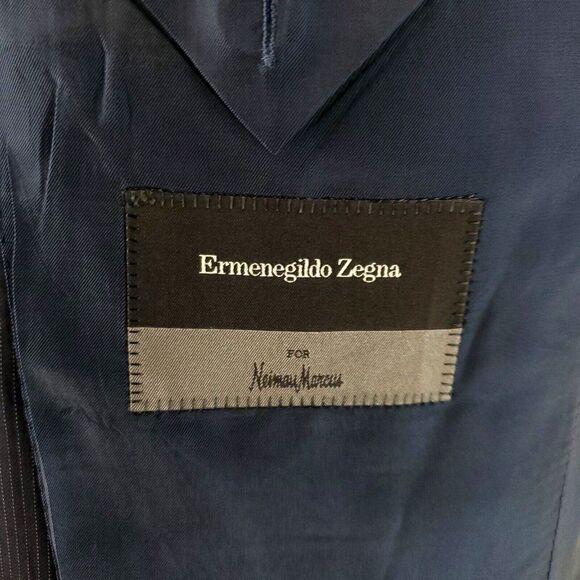 Ermenegildo Zegna
FOR
Neiman Marcus